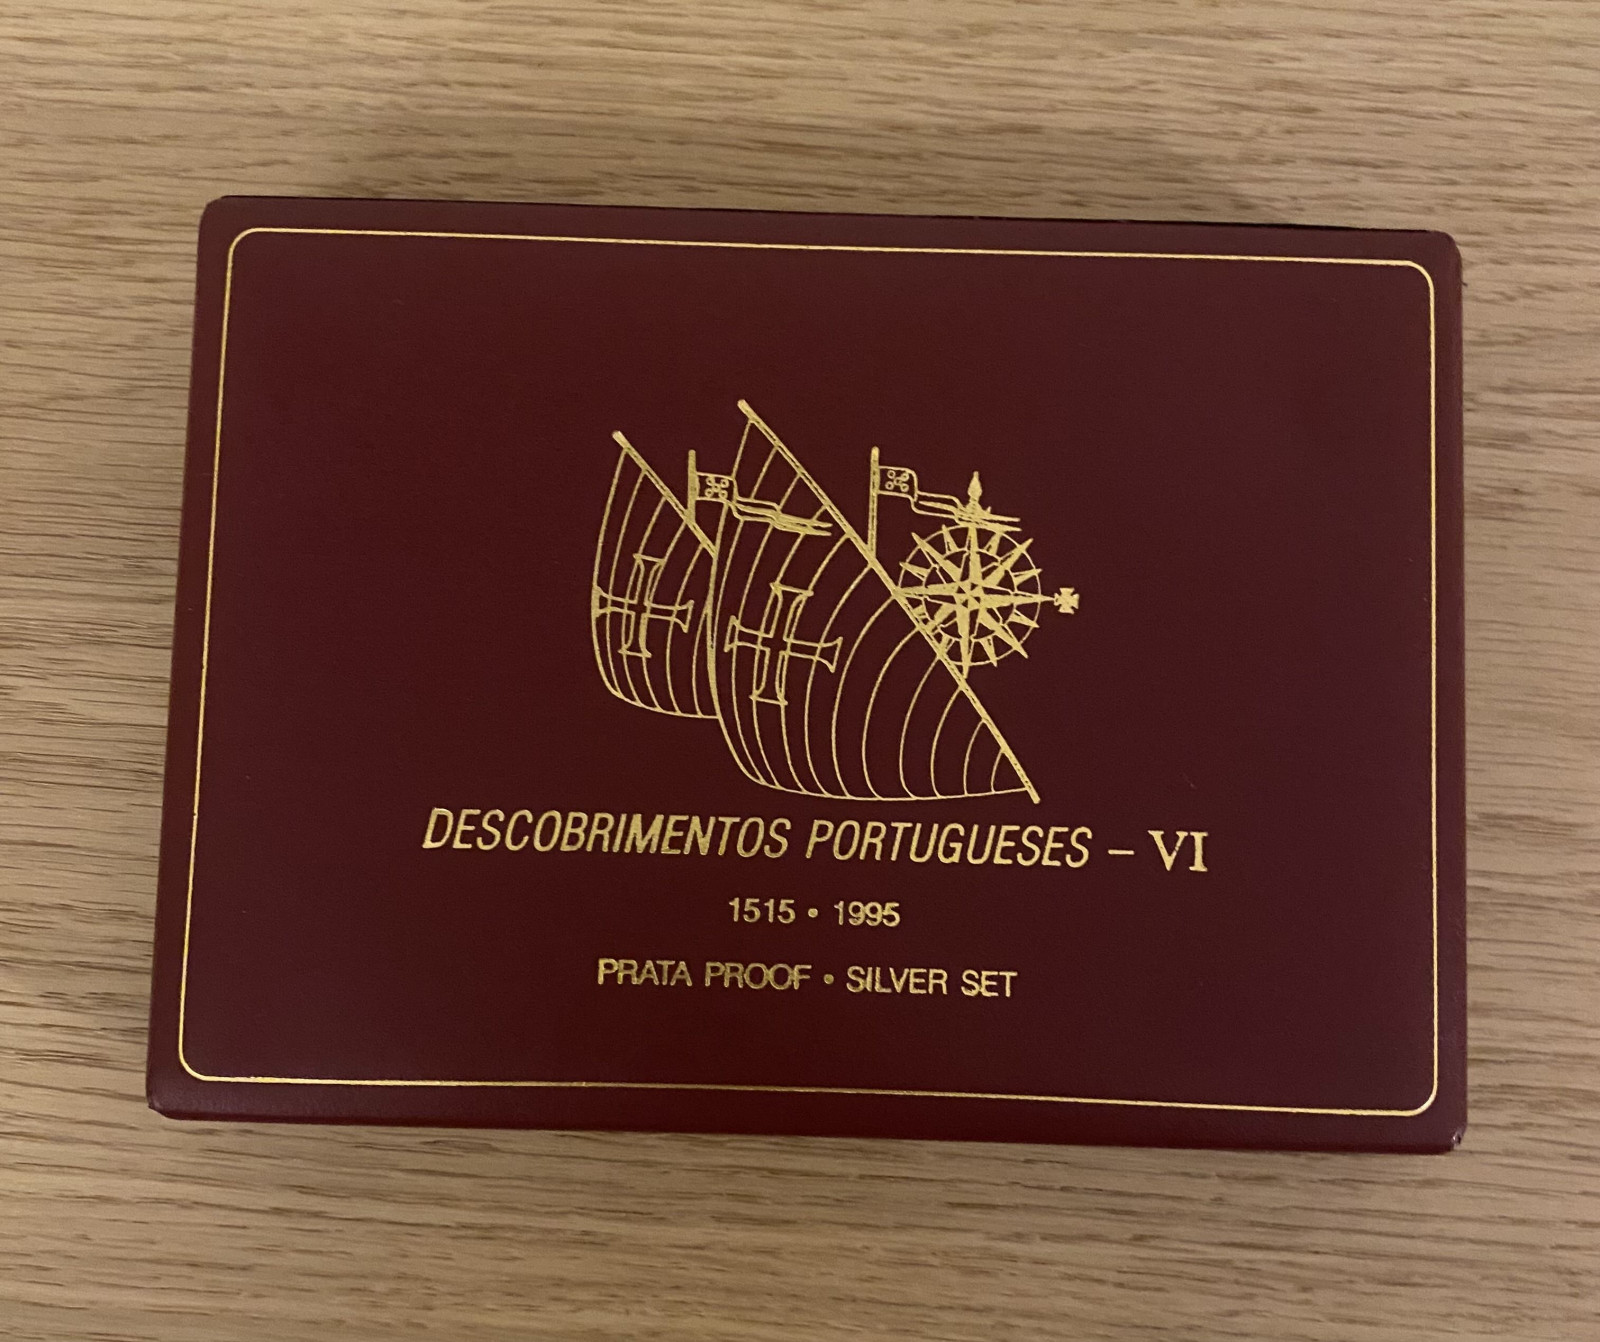 DESCOBRIMENTOS PORTUGUESES – VI
1515 • 1995
PRATA PROOF • SILVER SET